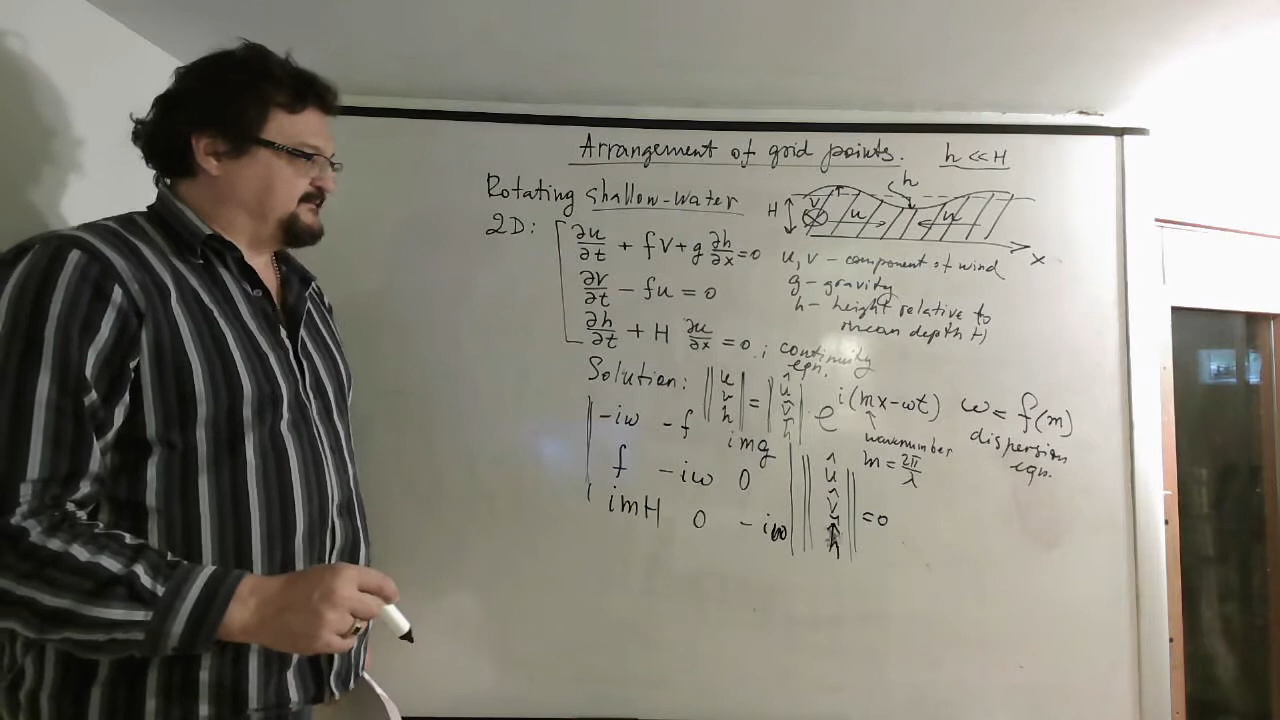 Arrangement of grid points. h << H
Rotating shallow-water
h
H V u u
x
2D: ∂u/∂t + fV + g ∂h/∂x = 0
∂v/∂t − fu = 0
∂h/∂t + H ∂u/∂x = 0 ; continuity eqn.
u, v – component of wind
g – gravity
h – height relative to
mean depth H
Solution: ‖u v h‖ = ‖û v̂ ĥ‖ e^i(mx−ωt) ω = f(m)
wavenumber
m = 2π/λ
dispersion
eqn.
−iω −f img
f −iω 0
imH 0 −iω
‖û v̂ ĥ‖ = 0